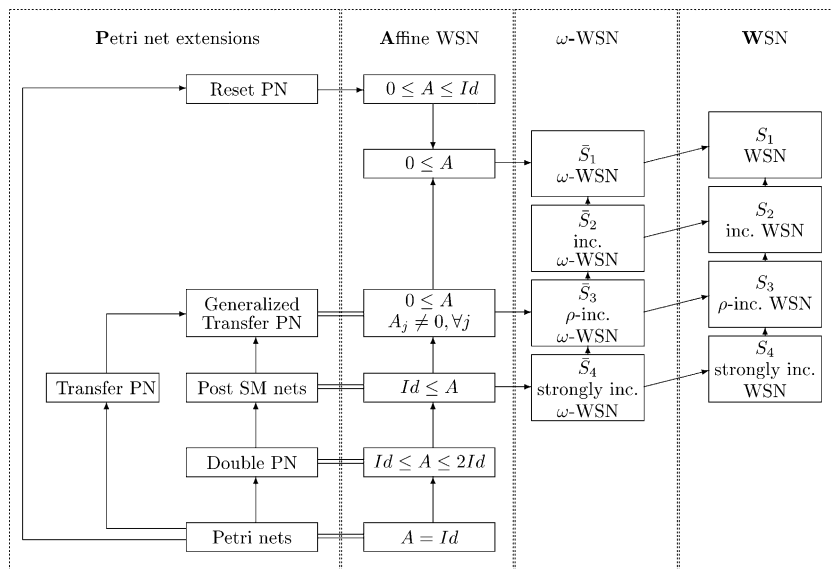 Petri net extensions
Affine WSN
ω-WSN
WSN
Reset PN
0 ≤ A ≤ Id
0 ≤ A
S̄₁
ω-WSN
S₁
WSN
S̄₂
inc.
ω-WSN
S₂
inc. WSN
Generalized
Transfer PN
0 ≤ A
Aⱼ ≠ 0, ∀j
S̄₃
ρ-inc.
ω-WSN
S₃
ρ-inc. WSN
Transfer PN
Post SM nets
Id ≤ A
S̄₄
strongly inc.
ω-WSN
S₄
strongly inc.
WSN
Double PN
Id ≤ A ≤ 2Id
Petri nets
A = Id